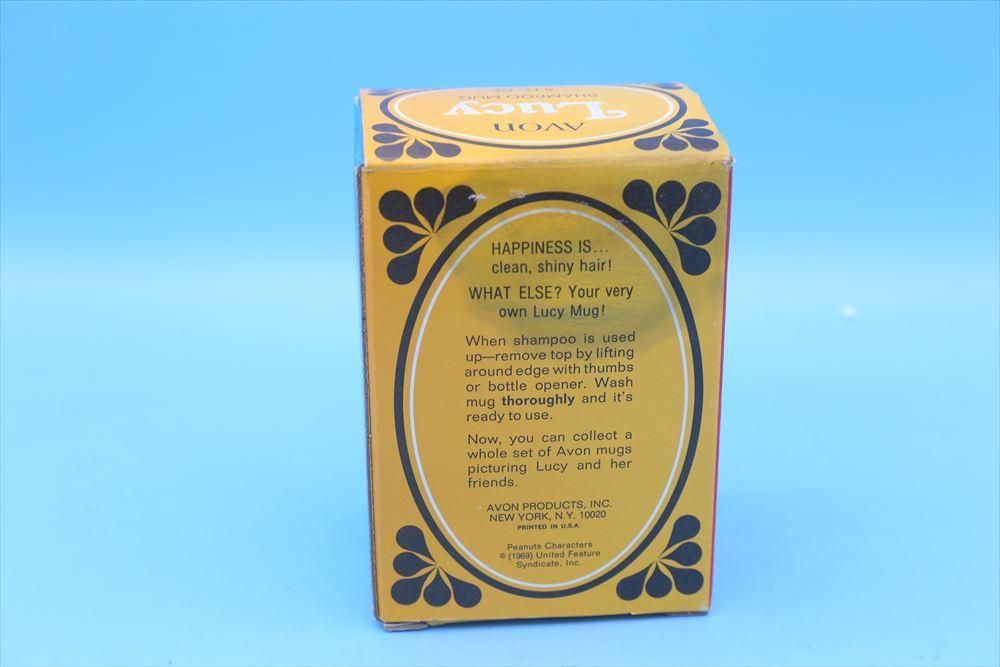 AVON
Lucy
SHAMPOO MUG
5 FL. OZ.
HAPPINESS IS...
clean, shiny hair!
WHAT ELSE? Your very
own Lucy Mug!
When shampoo is used
up—remove top by lifting
around edge with thumbs
or bottle opener. Wash
mug thoroughly and it's
ready to use.
Now, you can collect a
whole set of Avon mugs
picturing Lucy and her
friends.
AVON PRODUCTS, INC.
NEW YORK, N.Y. 10020
PRINTED IN U.S.A.
Peanuts Characters
© (1969) United Feature
Syndicate, Inc.